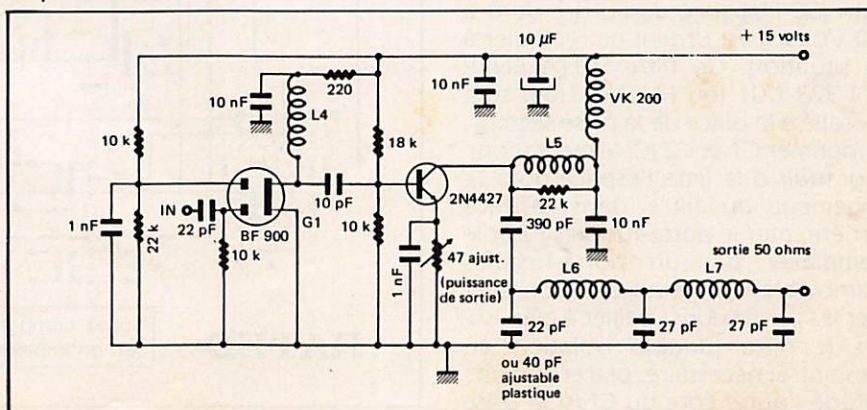 + 15 volts
10 µF
10 nF
VK 200
220
10 nF
L4
10 k
18 k
L5
2N4427
22 k
10 pF
IN
22 pF
BF 900
G1
10 k
390 pF
10 nF
1 nF
22 k
10 k
1 nF
47 ajust.
(puissance
de sortie)
sortie 50 ohms
L6
L7
22 pF
27 pF
27 pF
ou 40 pF
ajustable
plastique